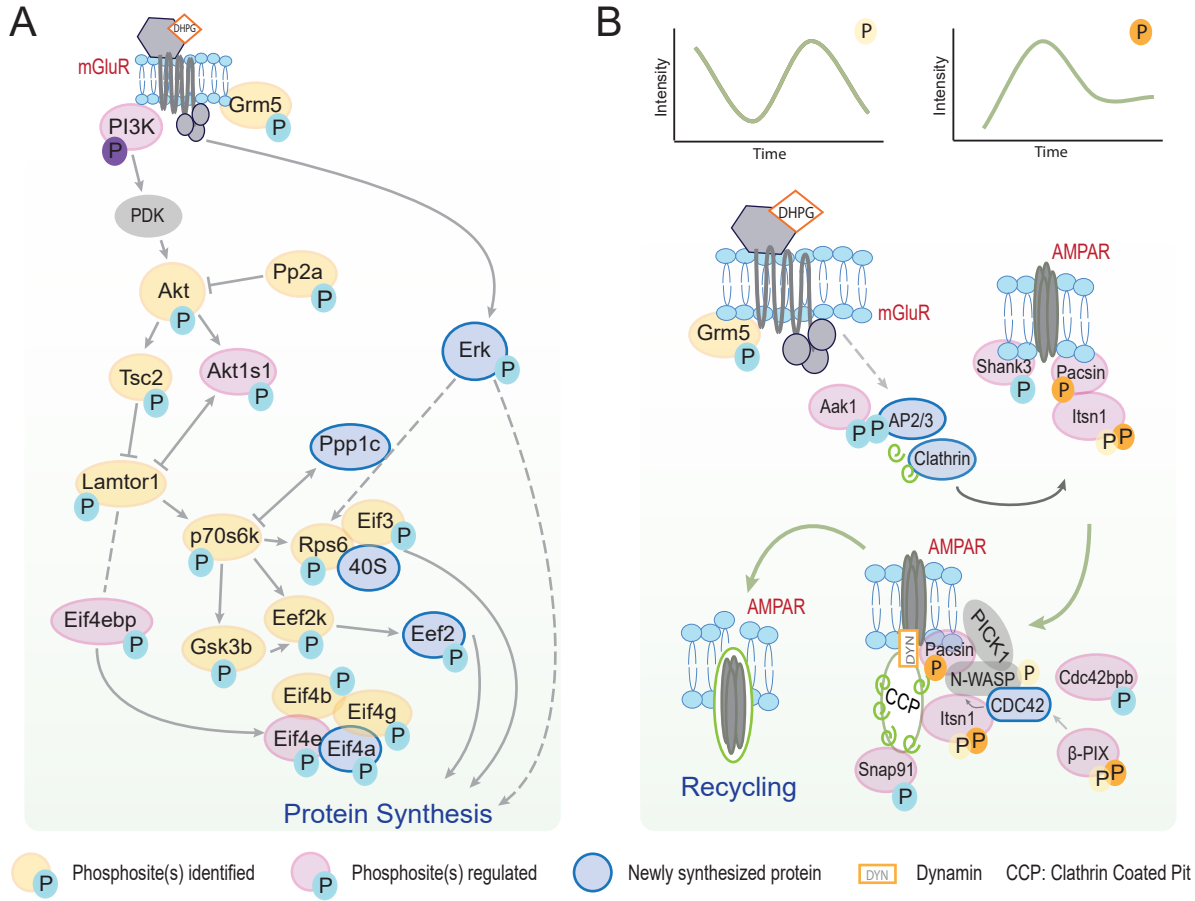 A
DHPG
mGluR
Grm5
P
PI3K
P
PDK
Akt
P
Pp2a
P
Tsc2
P
Akt1s1
P
Erk
P
Ppp1c
Lamtor1
P
p70s6k
P
Rps6
P
Eif3
P
40S
Eif4ebp
P
Gsk3b
P
Eef2k
P
Eef2
P
Eif4b
P
Eif4g
P
Eif4e
P
Eif4a
P
Protein Synthesis
B
Intensity
Time
P
Intensity
Time
P
DHPG
mGluR
Grm5
P
AMPAR
Shank3
P
Pacsin
P
Itsn1
P P
Aak1
P
P
AP2/3
Clathrin
AMPAR
AMPAR
Recycling
DYN
Pacsin
P
PICK1
N-WASP
P
CDC42
Cdc42bpb
P
CCP
Itsn1
P P
β-PIX
P P
Snap91
P
P
Phosphosite(s) identified
P
Phosphosite(s) regulated
Newly synthesized protein
DYN
Dynamin
CCP: Clathrin Coated Pit